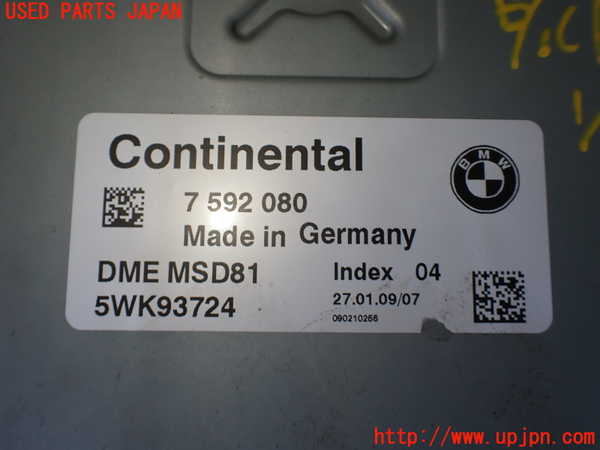 USED PARTS JAPAN
Continental
BMW
7 592 080
Made in Germany
DME MSD81 Index 04
5WK93724 27.01.09/07
090210256
http://www.upjpn.com/